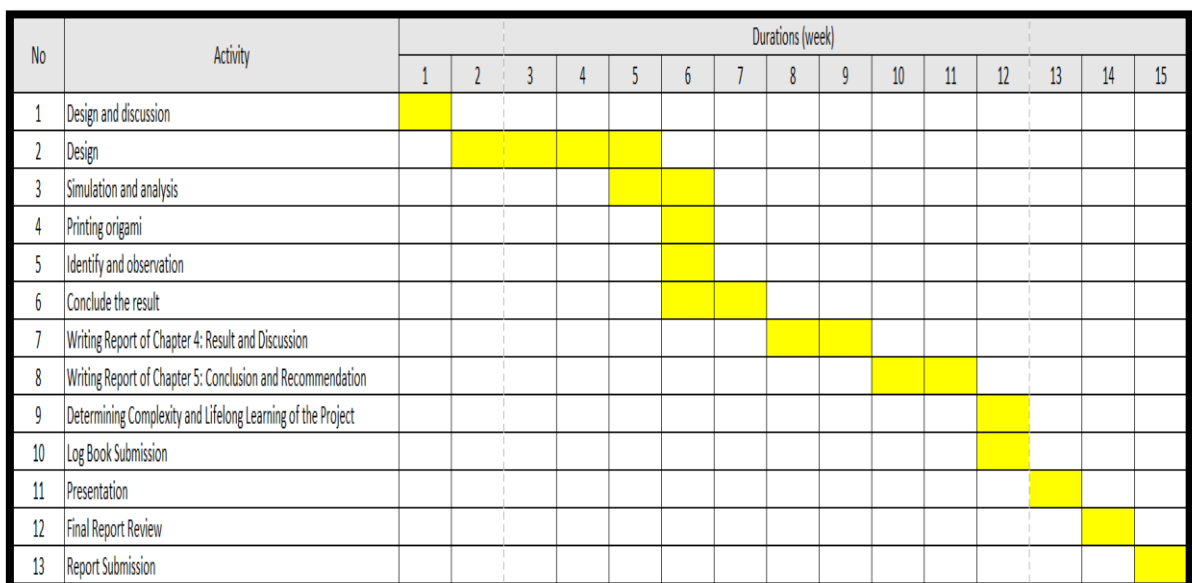 No Activity Durations (week)
1 2 3 4 5 6 7 8 9 10 11 12 13 14 15
1 Design and discussion
2 Design
3 Simulation and analysis
4 Printing origami
5 Identify and observation
6 Conclude the result
7 Writing Report of Chapter 4: Result and Discussion
8 Writing Report of Chapter 5: Conclusion and Recommendation
9 Determining Complexity and Lifelong Learning of the Project
10 Log Book Submission
11 Presentation
12 Final Report Review
13 Report Submission